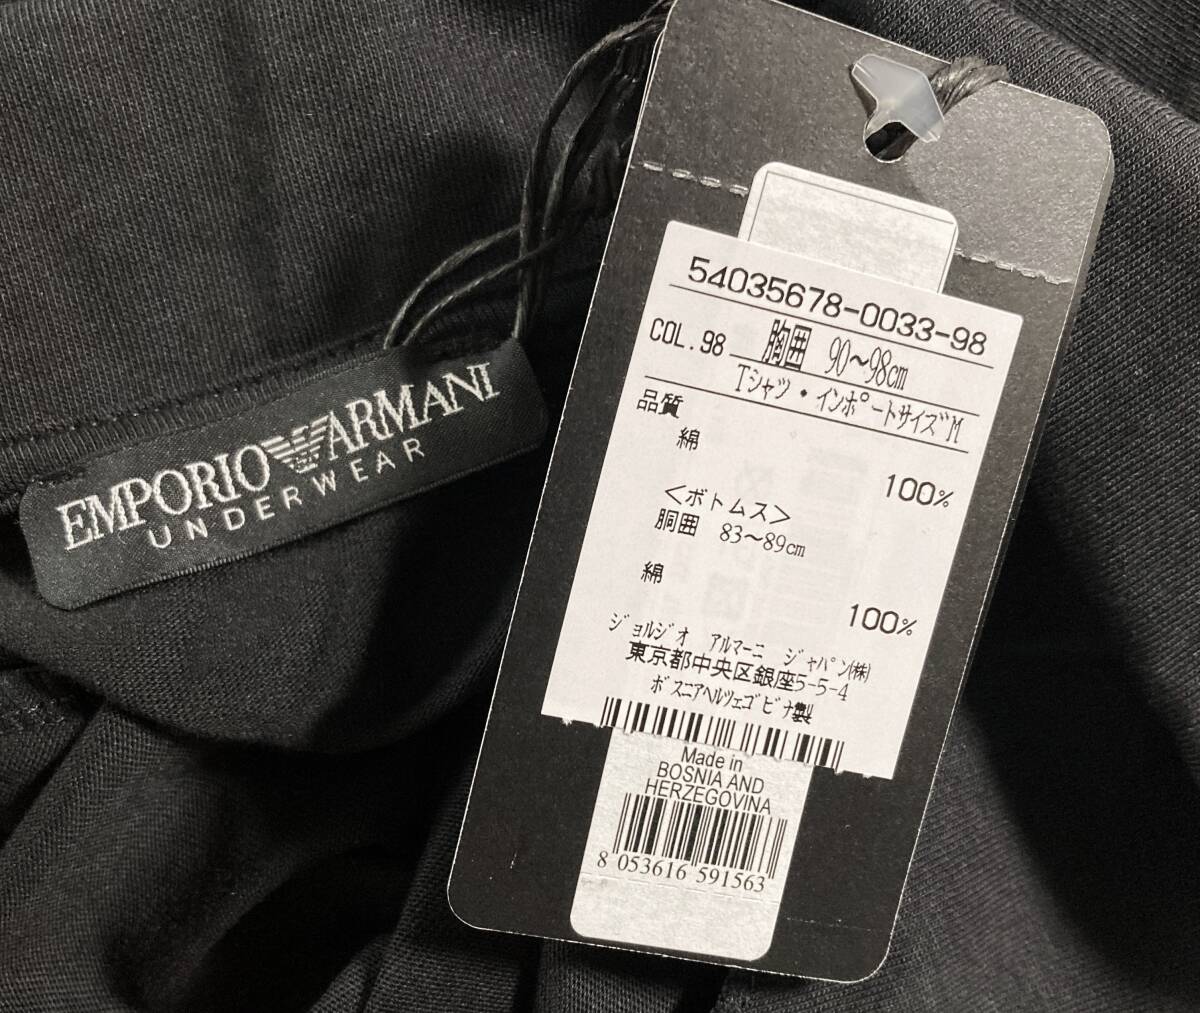 EMPORIO ARMANI
UNDERWEAR
54035678-0033-98
COL.98 胸囲 90～98cm
Tシャツ・インポートサイズM
品質
綿 100%
<ボトムス>
胴囲 83～89cm
綿 100%
ジョルジオ アルマーニ ジャパン(株)
東京都中央区銀座5-5-4
ボスニアヘルツェゴビナ製
Made in
BOSNIA AND
HERZEGOVINA
8 053616 591563